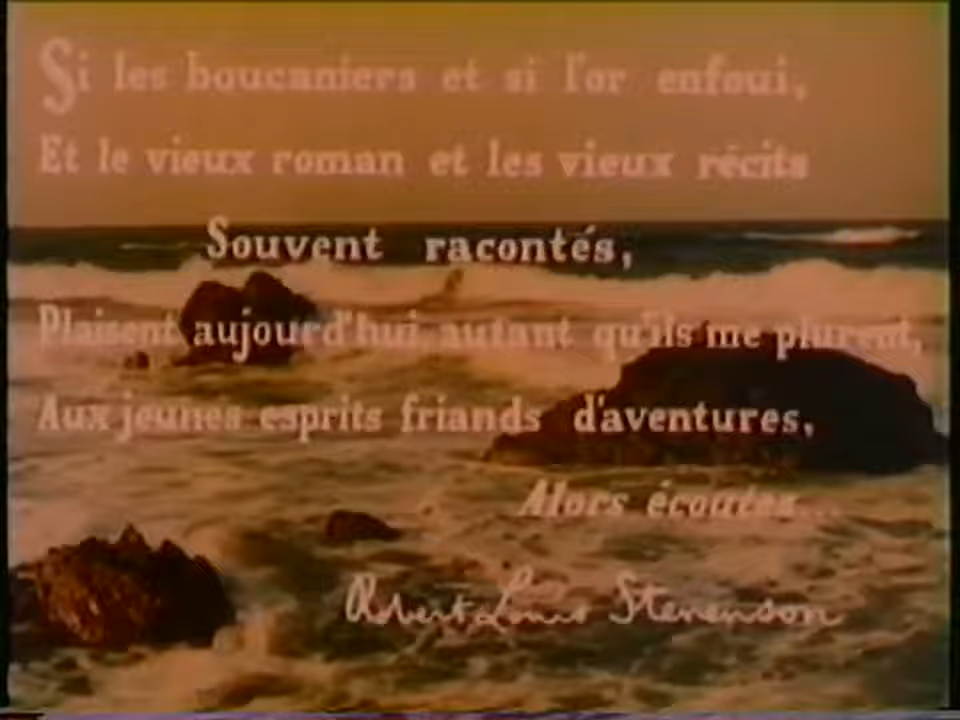 Si les boucaniers et si l'or enfoui,
Et le vieux roman et les vieux récits
Souvent racontés,
Plaisent aujourd'hui autant qu'ils me plurent,
Aux jeunes esprits friands d'aventures,
Alors écoutez...
Robert Louis Stevenson